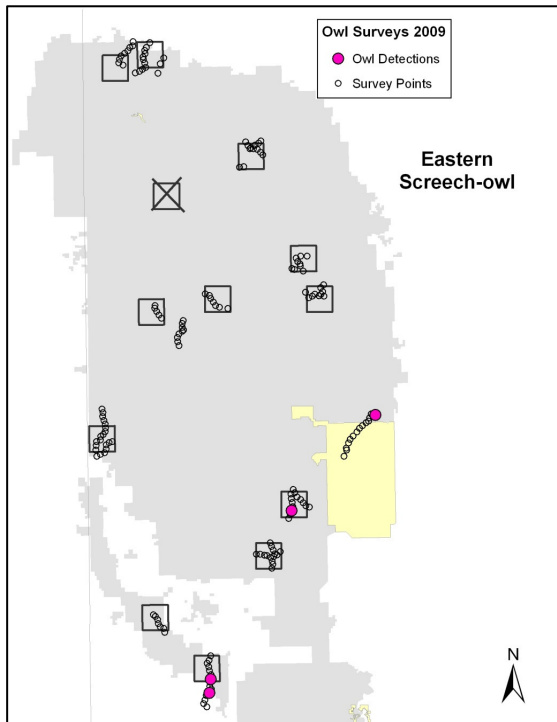 Owl Surveys 2009
Owl Detections
Survey Points
Eastern
Screech-owl
N